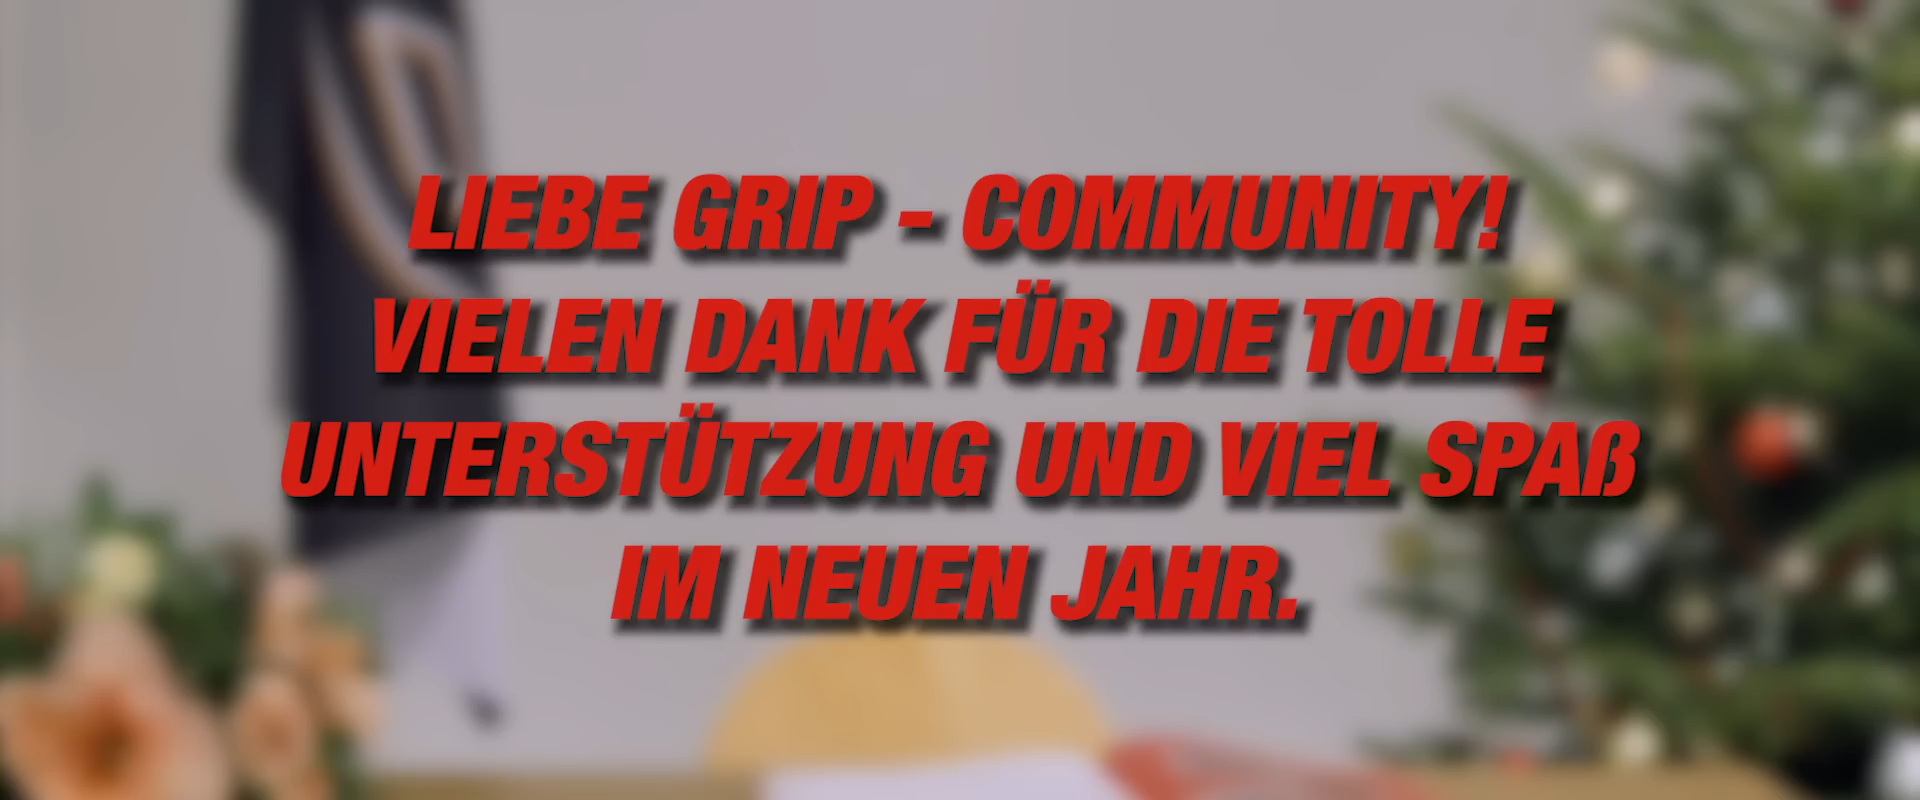 LIEBE GRIP - COMMUNITY!
VIELEN DANK FÜR DIE TOLLE
UNTERSTÜTZUNG UND VIEL SPAß
IM NEUEN JAHR.